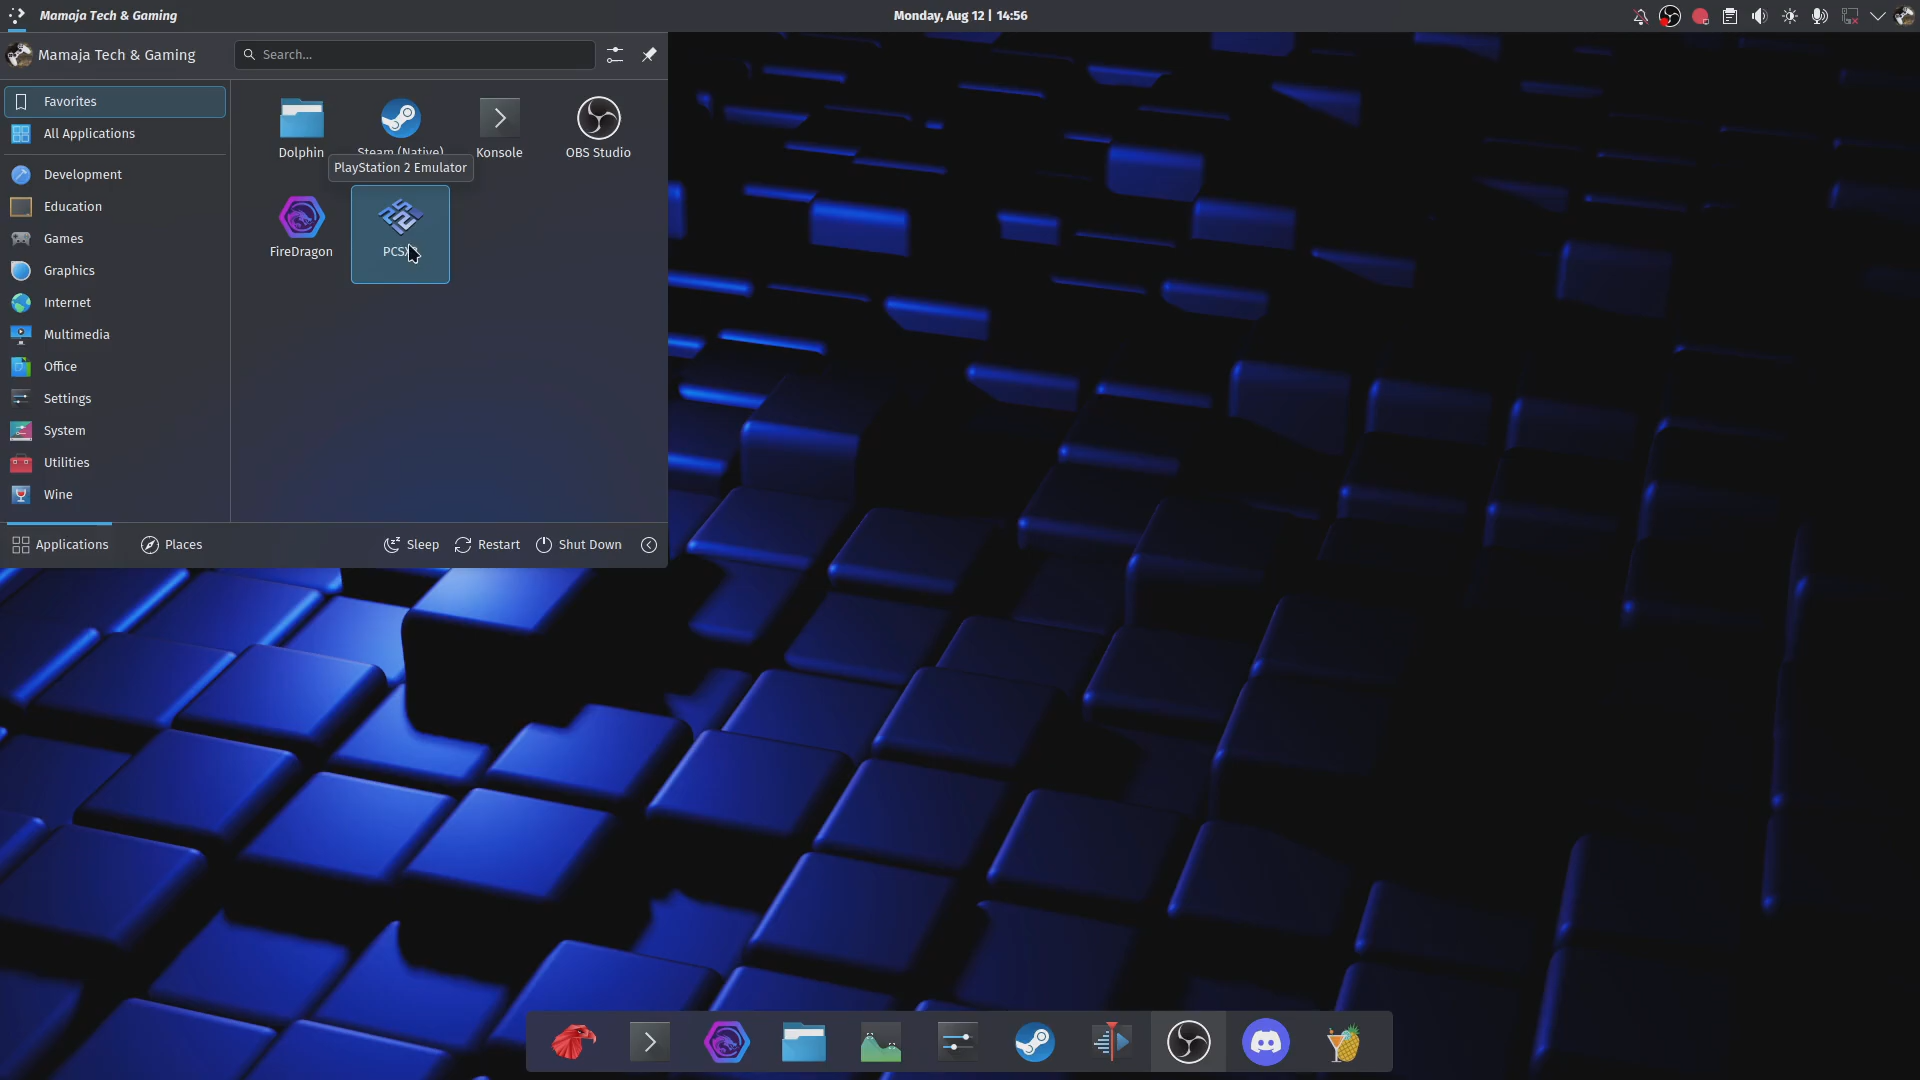 Mamaja Tech & Gaming
Monday, Aug 12 | 14:56
Mamaja Tech & Gaming
Search...
Favorites
All Applications
Development
Education
Games
Graphics
Internet
Multimedia
Office
Settings
System
Utilities
Wine
Dolphin
Steam (Native)
Konsole
OBS Studio
PlayStation 2 Emulator
FireDragon
Applications
Places
Sleep
Restart
Shut Down